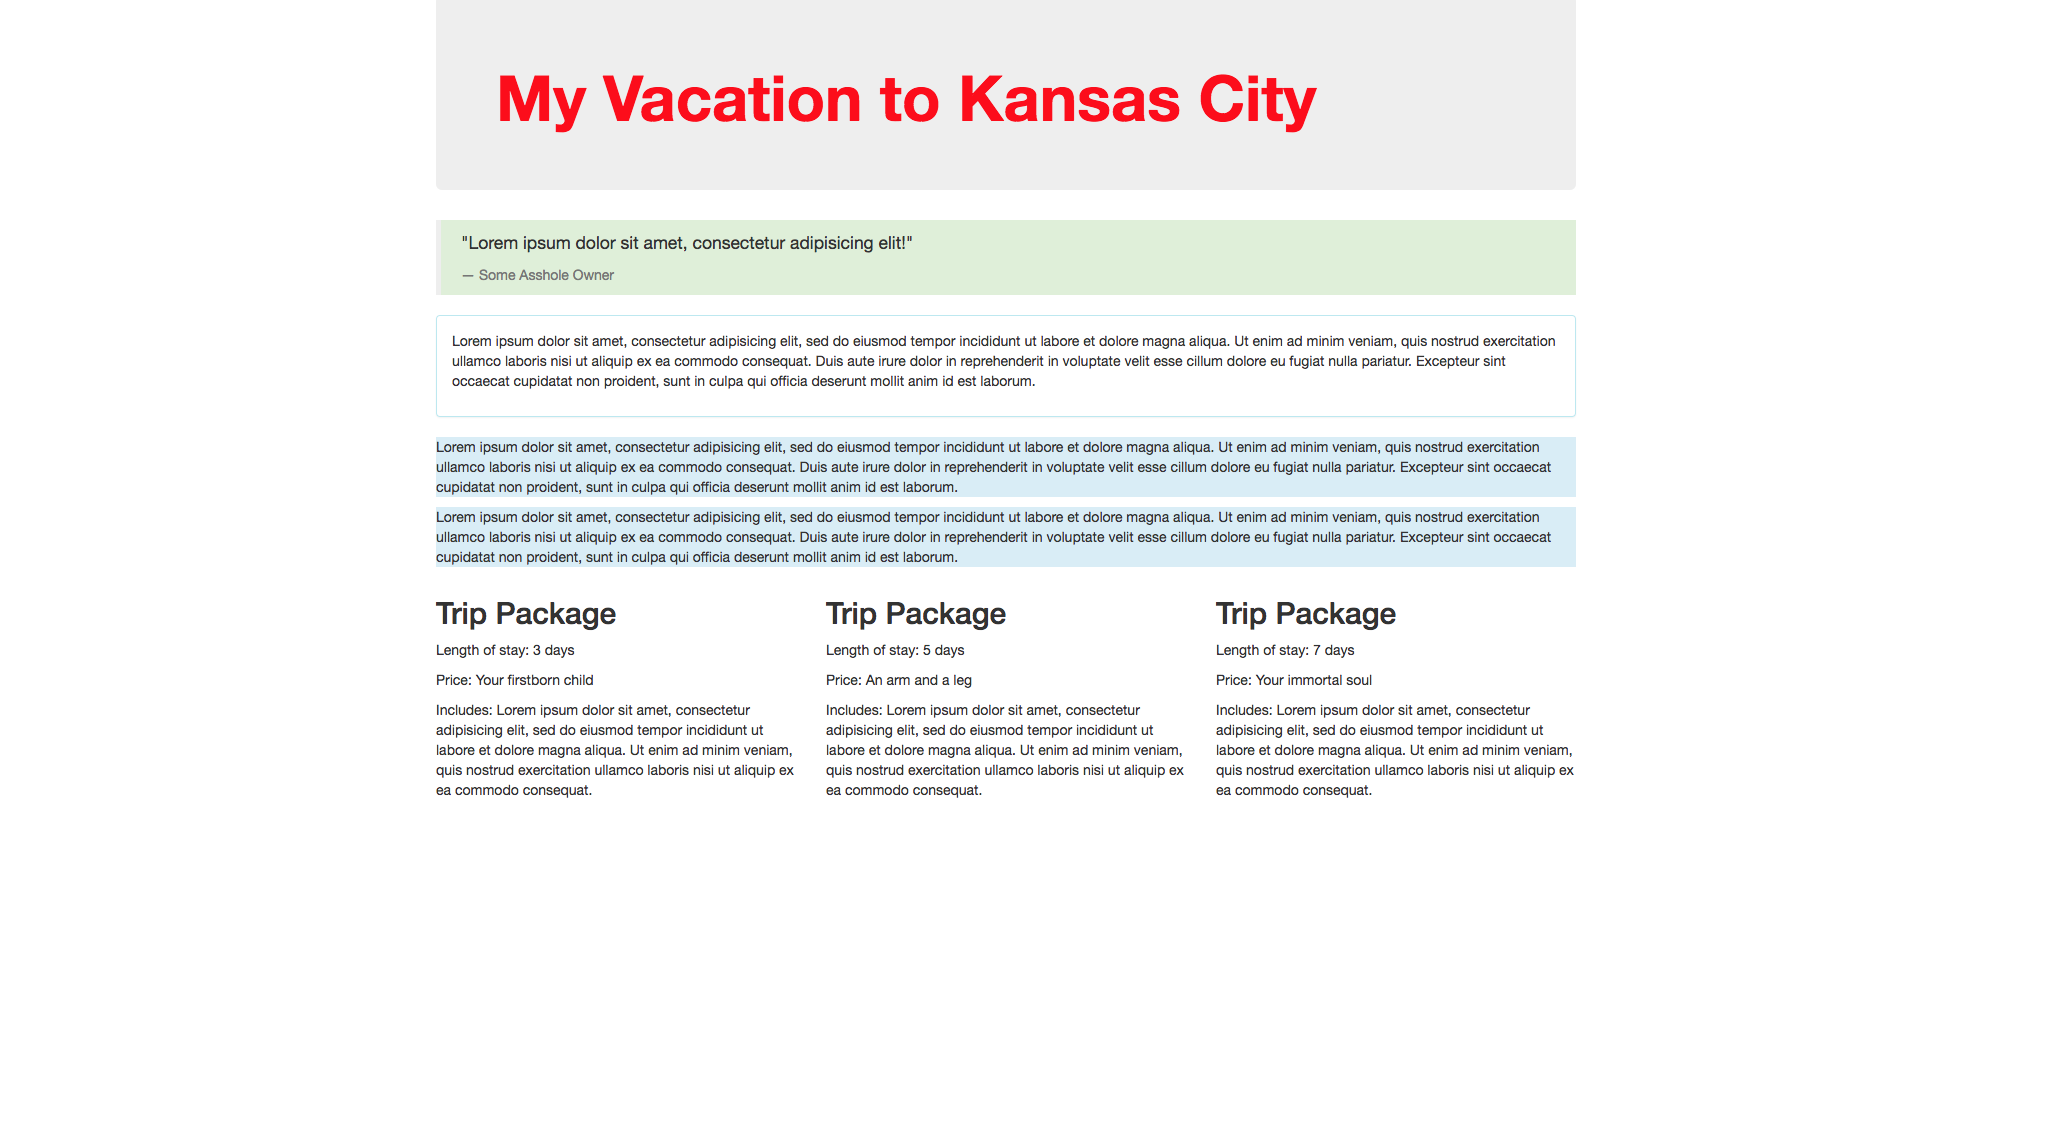 My Vacation to Kansas City
"Lorem ipsum dolor sit amet, consectetur adipisicing elit!"
— Some Asshole Owner
Lorem ipsum dolor sit amet, consectetur adipisicing elit, sed do eiusmod tempor incididunt ut labore et dolore magna aliqua. Ut enim ad minim veniam, quis nostrud exercitation
ullamco laboris nisi ut aliquip ex ea commodo consequat. Duis aute irure dolor in reprehenderit in voluptate velit esse cillum dolore eu fugiat nulla pariatur. Excepteur sint
occaecat cupidatat non proident, sunt in culpa qui officia deserunt mollit anim id est laborum.
Lorem ipsum dolor sit amet, consectetur adipisicing elit, sed do eiusmod tempor incididunt ut labore et dolore magna aliqua. Ut enim ad minim veniam, quis nostrud exercitation
ullamco laboris nisi ut aliquip ex ea commodo consequat. Duis aute irure dolor in reprehenderit in voluptate velit esse cillum dolore eu fugiat nulla pariatur. Excepteur sint occaecat
cupidatat non proident, sunt in culpa qui officia deserunt mollit anim id est laborum.
Lorem ipsum dolor sit amet, consectetur adipisicing elit, sed do eiusmod tempor incididunt ut labore et dolore magna aliqua. Ut enim ad minim veniam, quis nostrud exercitation
ullamco laboris nisi ut aliquip ex ea commodo consequat. Duis aute irure dolor in reprehenderit in voluptate velit esse cillum dolore eu fugiat nulla pariatur. Excepteur sint occaecat
cupidatat non proident, sunt in culpa qui officia deserunt mollit anim id est laborum.
Trip Package
Length of stay: 3 days
Price: Your firstborn child
Includes: Lorem ipsum dolor sit amet, consectetur
adipisicing elit, sed do eiusmod tempor incididunt ut
labore et dolore magna aliqua. Ut enim ad minim veniam,
quis nostrud exercitation ullamco laboris nisi ut aliquip ex
ea commodo consequat.
Trip Package
Length of stay: 5 days
Price: An arm and a leg
Includes: Lorem ipsum dolor sit amet, consectetur
adipisicing elit, sed do eiusmod tempor incididunt ut
labore et dolore magna aliqua. Ut enim ad minim veniam,
quis nostrud exercitation ullamco laboris nisi ut aliquip ex
ea commodo consequat.
Trip Package
Length of stay: 7 days
Price: Your immortal soul
Includes: Lorem ipsum dolor sit amet, consectetur
adipisicing elit, sed do eiusmod tempor incididunt ut
labore et dolore magna aliqua. Ut enim ad minim veniam,
quis nostrud exercitation ullamco laboris nisi ut aliquip ex
ea commodo consequat.